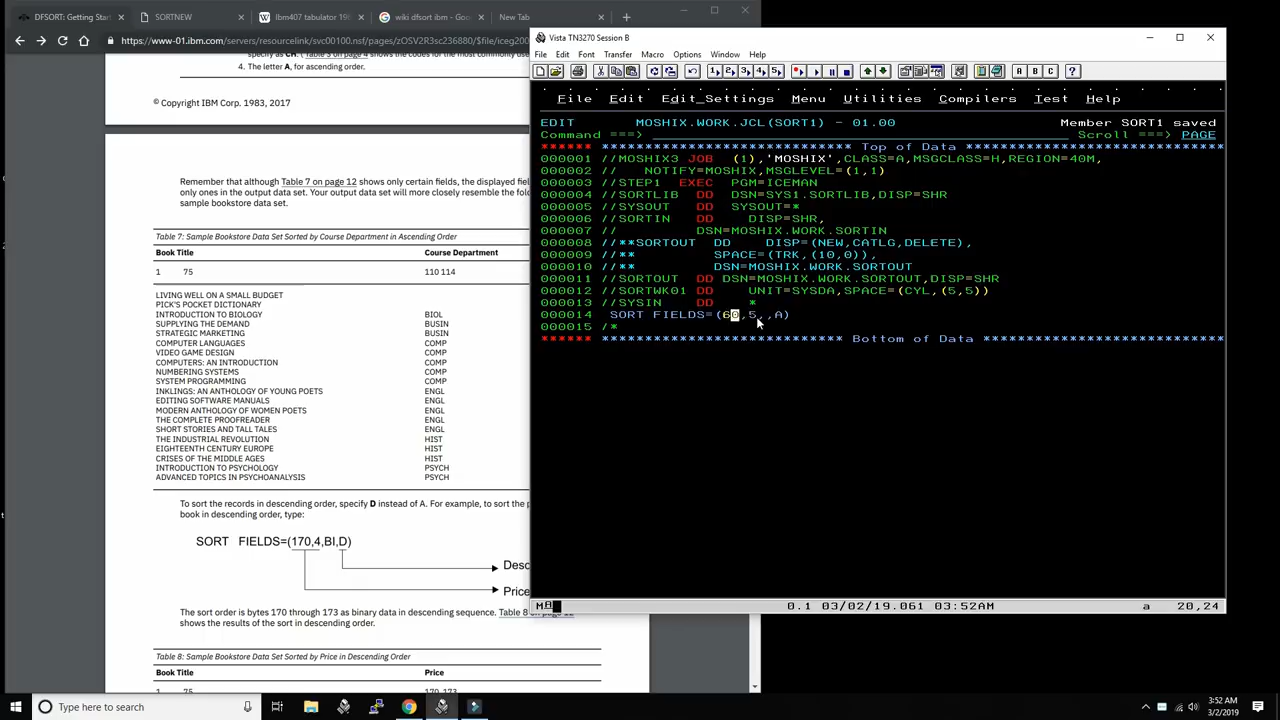 DFSORT: Getting Start
SORTNEW
Ibm407 tabulator 196
wiki dfsort ibm - Goo
New Tab
https://www-01.ibm.com/servers/resourcelink/svc00100.nsf/pages/zOSV2R3sc236880/$file/iceg200
4. The letter A, for ascending order.
© Copyright IBM Corp. 1983, 2017
Remember that although Table 7 on page 12 shows only certain fields, the displayed fiel
only ones in the output data set. Your output data set will more closely resemble the fold
sample bookstore data set.
Table 7: Sample Bookstore Data Set Sorted by Course Department in Ascending Order
Book Title Course Department
1 75 110 114
LIVING WELL ON A SMALL BUDGET
PICK'S POCKET DICTIONARY
INTRODUCTION TO BIOLOGY BIOL
SUPPLYING THE DEMAND BUSIN
STRATEGIC MARKETING BUSIN
COMPUTER LANGUAGES COMP
VIDEO GAME DESIGN COMP
COMPUTERS: AN INTRODUCTION COMP
NUMBERING SYSTEMS COMP
SYSTEM PROGRAMMING COMP
INKLINGS: AN ANTHOLOGY OF YOUNG POETS ENGL
EDITING SOFTWARE MANUALS ENGL
MODERN ANTHOLOGY OF WOMEN POETS ENGL
THE COMPLETE PROOFREADER ENGL
SHORT STORIES AND TALL TALES ENGL
THE INDUSTRIAL REVOLUTION HIST
EIGHTEENTH CENTURY EUROPE HIST
CRISES OF THE MIDDLE AGES HIST
INTRODUCTION TO PSYCHOLOGY PSYCH
ADVANCED TOPICS IN PSYCHOANALYSIS PSYCH
To sort the records in descending order, specify D instead of A. For example, to sort the p
book in descending order, type:
SORT FIELDS=(170,4,BI,D)
Desc
Price
The sort order is bytes 170 through 173 as binary data in descending sequence. Table 8 on page 12
shows the results of the sort in descending order.
Table 8: Sample Bookstore Data Set Sorted by Price in Descending Order
Book Title Price
1 75 170 173
Vista TN3270 Session B
File Edit Font Transfer Macro Options Window Help
File Edit Edit_Settings Menu Utilities Compilers Test Help
EDIT MOSHIX.WORK.JCL(SORT1) - 01.00 Member SORT1 saved
Command ===> Scroll ===> PAGE
****** *************************** Top of Data ***************************
000001 //MOSHIX3 JOB (1),'MOSHIX',CLASS=A,MSGCLASS=H,REGION=40M,
000002 // NOTIFY=MOSHIX,MSGLEVEL=(1,1)
000003 //STEP1 EXEC PGM=ICEMAN
000004 //SORTLIB DD DSN=SYS1.SORTLIB,DISP=SHR
000005 //SYSOUT DD SYSOUT=*
000006 //SORTIN DD DISP=SHR,
000007 // DSN=MOSHIX.WORK.SORTIN
000008 //**SORTOUT DD DISP=(NEW,CATLG,DELETE),
000009 //** SPACE=(TRK,(10,0)),
000010 //** DSN=MOSHIX.WORK.SORTOUT
000011 //SORTOUT DD DSN=MOSHIX.WORK.SORTOUT,DISP=SHR
000012 //SORTWK01 DD UNIT=SYSDA,SPACE=(CYL,(5,5))
000013 //SYSIN DD *
000014 SORT FIELDS=(60,5,,A)
000015 /*
****** *************************** Bottom of Data ***************************
0.1 03/02/19.061 03:52AM a 20,24
Type here to search
3:52 AM
3/2/2019